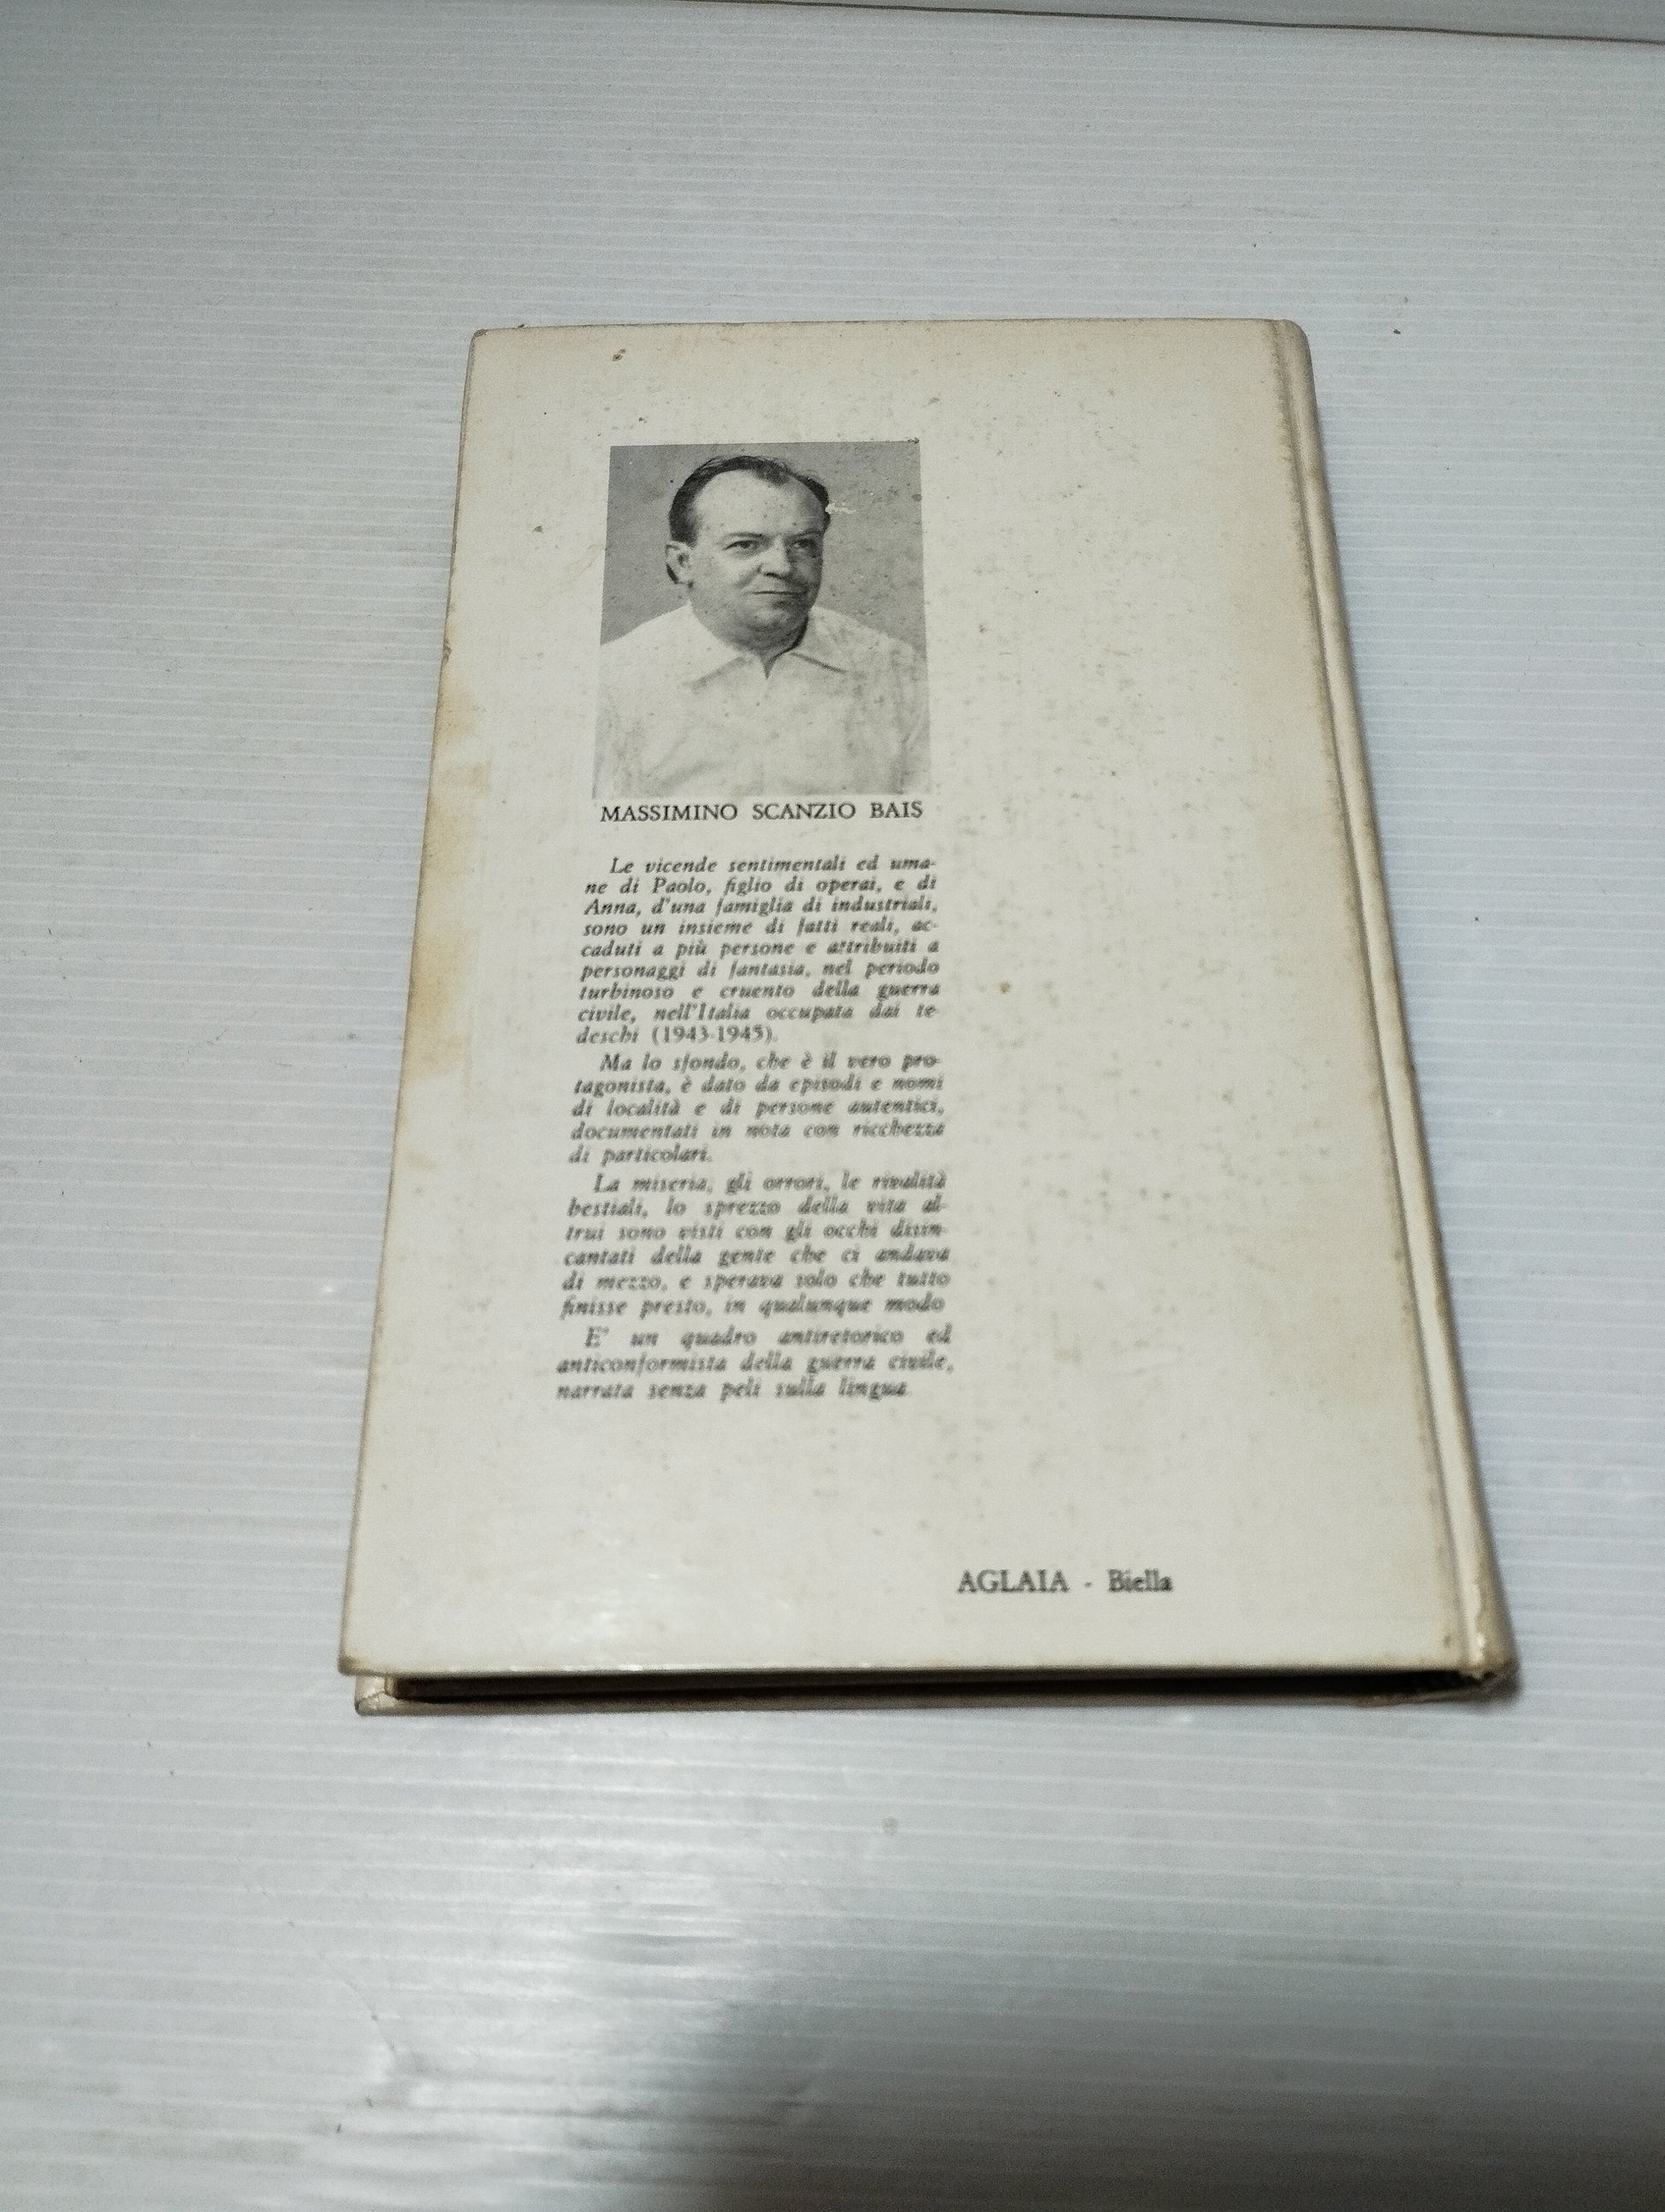 MASSIMINO SCANZIO BAIS
Le vicende sentimentali ed uma-
ne di Paolo, figlio di operai, e di
Anna, d'una famiglia di industriali,
sono un insieme di fatti reali, ac-
caduti a più persone e attribuiti a
personaggi di fantasia, nel periodo
turbinoso e cruento della guerra
civile, nell'Italia occupata dai te-
deschi (1943-1945).
Ma lo sfondo, che è il vero pro-
tagonista, è dato da episodi e nomi
di località e di persone autentici,
documentati in nota con ricchezza
di particolari.
La miseria, gli orrori, le rivalità
bestiali, lo sprezzo della vita al-
trui sono visti con gli occhi disin-
cantati della gente che ci andava
di mezzo, e sperava solo che tutto
finisse presto, in qualunque modo
E' un quadro antiretorico ed
anticonformista della guerra civile,
narrata senza peli sulla lingua
AGLAIA - Biella